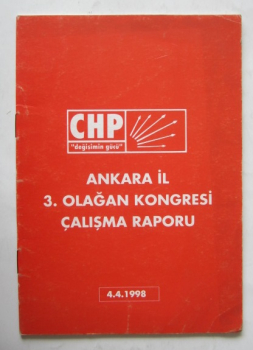 CHP
"değişimin gücü"
ANKARA İL
3. OLAĞAN KONGRESİ
ÇALIŞMA RAPORU
4.4.1998